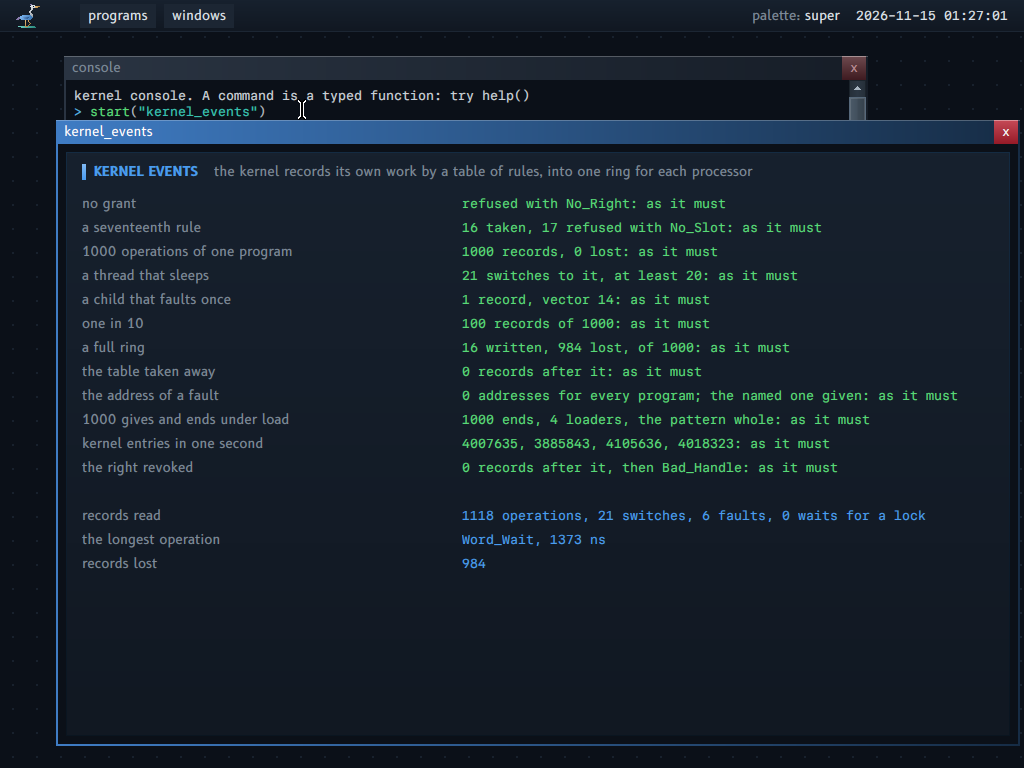 programs windows palette: super 2026-11-15 01:27:01
console x
kernel console. A command is a typed function: try help()
> start("kernel_events")
kernel_events x
KERNEL EVENTS the kernel records its own work by a table of rules, into one ring for each processor
no grant refused with No_Right: as it must
a seventeenth rule 16 taken, 17 refused with No_Slot: as it must
1000 operations of one program 1000 records, 0 lost: as it must
a thread that sleeps 21 switches to it, at least 20: as it must
a child that faults once 1 record, vector 14: as it must
one in 10 100 records of 1000: as it must
a full ring 16 written, 984 lost, of 1000: as it must
the table taken away 0 records after it: as it must
the address of a fault 0 addresses for every program; the named one given: as it must
1000 gives and ends under load 1000 ends, 4 loaders, the pattern whole: as it must
kernel entries in one second 4007635, 3885843, 4105636, 4018323: as it must
the right revoked 0 records after it, then Bad_Handle: as it must
records read 1118 operations, 21 switches, 6 faults, 0 waits for a lock
the longest operation Word_Wait, 1373 ns
records lost 984